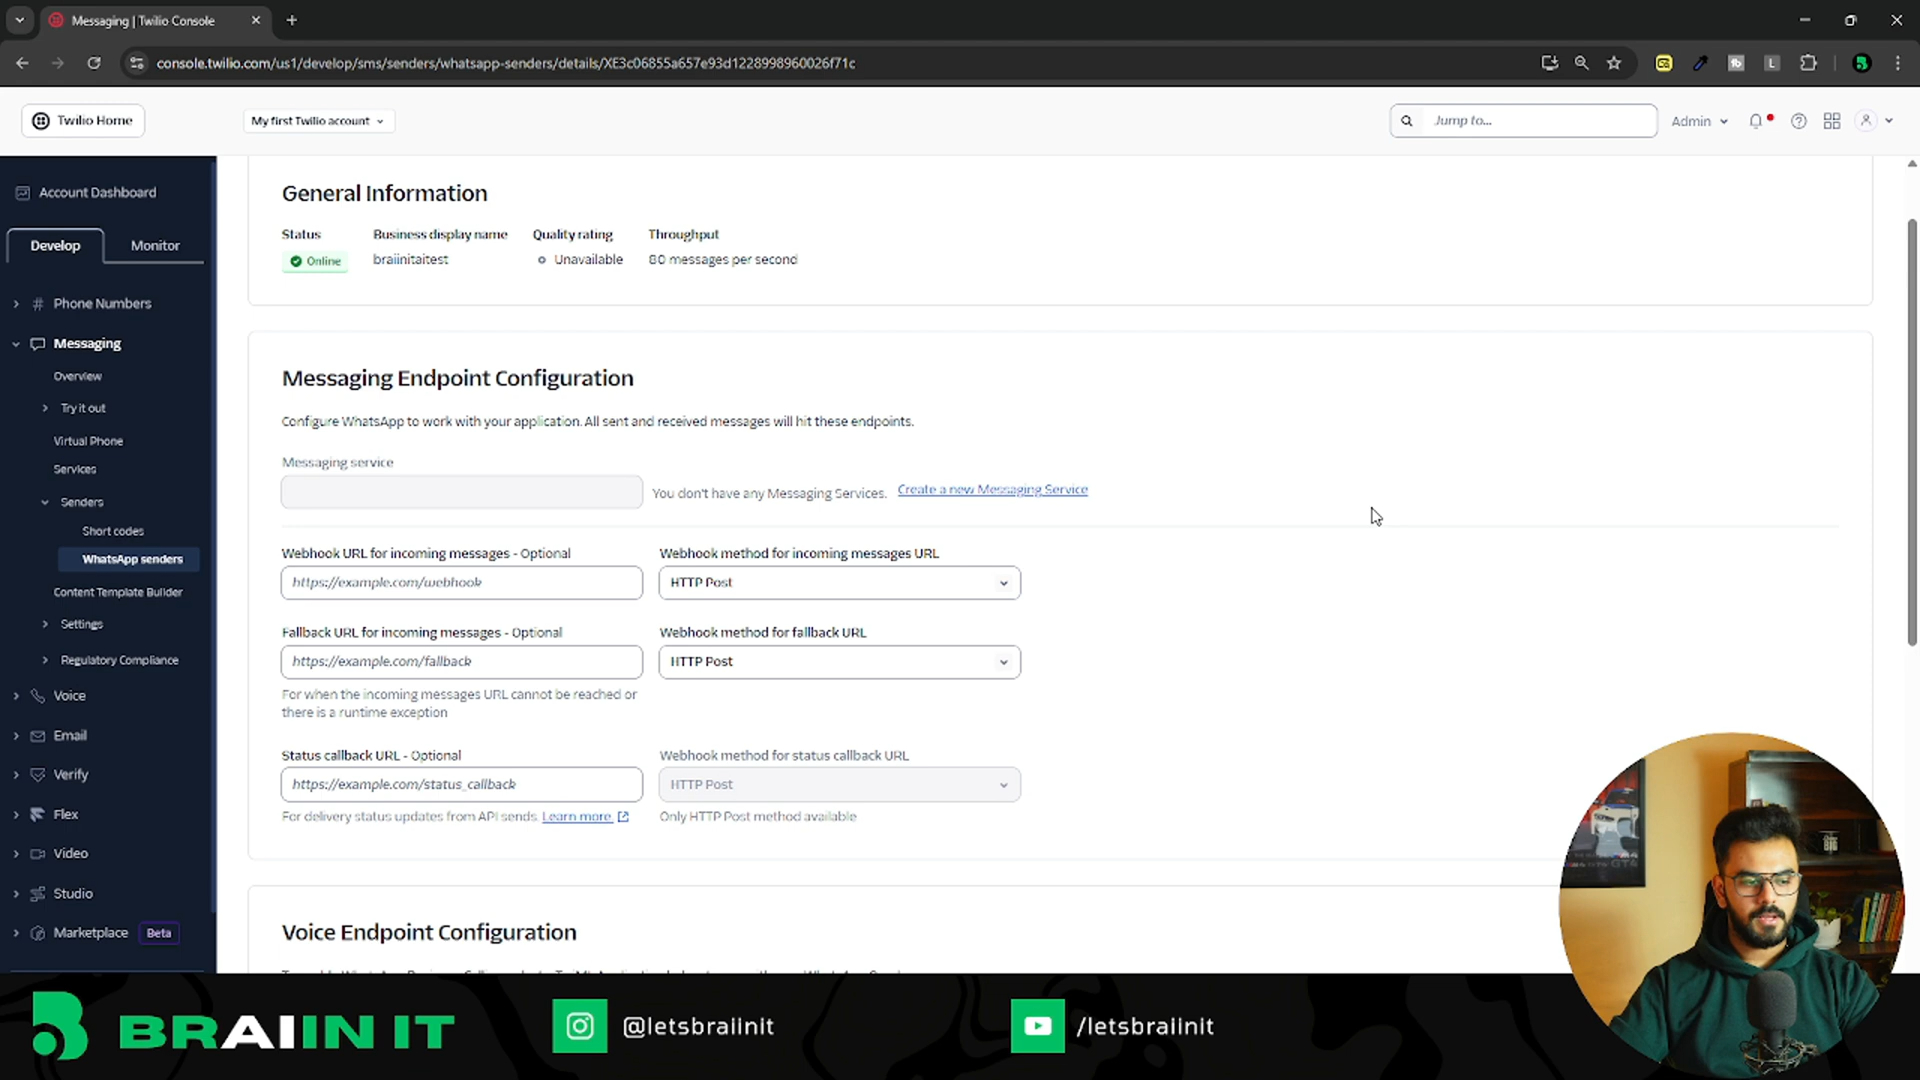 Messaging | Twilio Console
console.twilio.com/us1/develop/sms/senders/whatsapp-senders/details/XE3c06855a657e93d1228998960026f71c
Twilio Home
My first Twilio account
Jump to...
Admin
Account Dashboard
Develop
Monitor
Phone Numbers
Messaging
Overview
Try it out
Virtual Phone
Services
Senders
Short codes
WhatsApp senders
Content Template Builder
Settings
Regulatory Compliance
Voice
Email
Verify
Flex
Video
Studio
Marketplace Beta
General Information
Status Business display name Quality rating Throughput
Online braiinitaitest Unavailable 80 messages per second
Messaging Endpoint Configuration
Configure WhatsApp to work with your application. All sent and received messages will hit these endpoints.
Messaging service
You don't have any Messaging Services. Create a new Messaging Service
Webhook URL for incoming messages - Optional Webhook method for incoming messages URL
https://example.com/webhook HTTP Post
Fallback URL for incoming messages - Optional Webhook method for fallback URL
https://example.com/fallback HTTP Post
For when the incoming messages URL cannot be reached or
there is a runtime exception
Status callback URL - Optional Webhook method for status callback URL
https://example.com/status_callback HTTP Post
For delivery status updates from API sends. Learn more Only HTTP Post method available
Voice Endpoint Configuration
BRAIIN IT
@letsbraiinit
/letsbraiinit